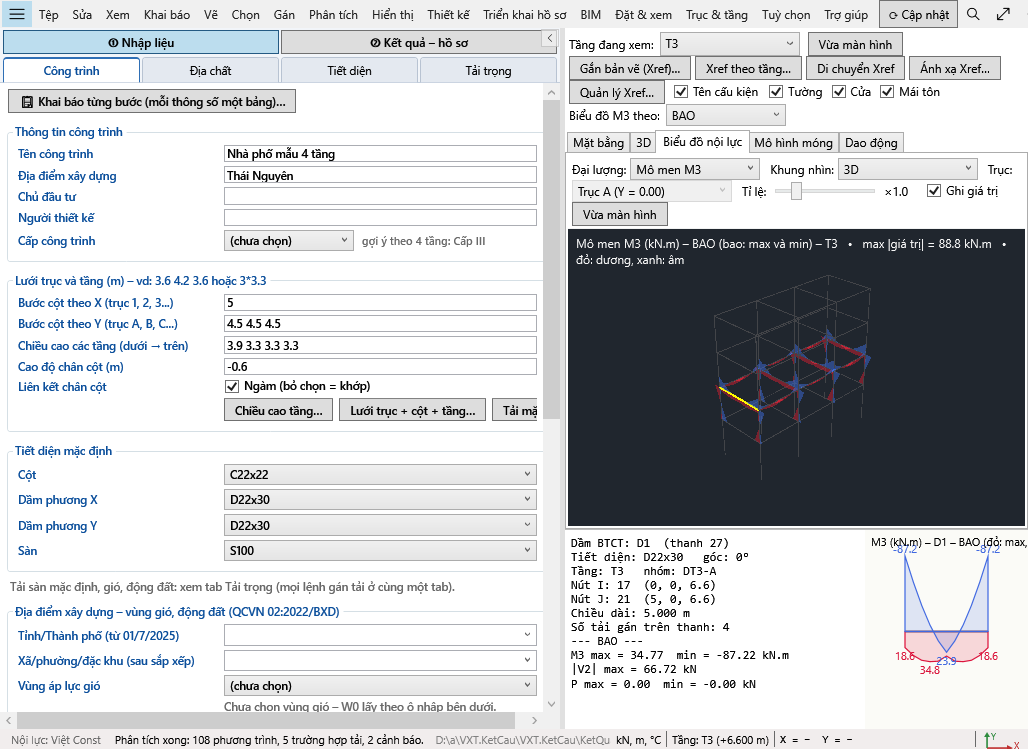 Tệp Sửa Xem Khai báo Vẽ Chọn Gán Phân tích Hiển thị Thiết kế Triển khai hồ sơ BIM Đặt & xem Trục & tầng Tuỳ chọn Trợ giúp ⟳ Cập nhật
① Nhập liệu
② Kết quả – hồ sơ
Công trình
Địa chất
Tiết diện
Tải trọng
Khai báo từng bước (mỗi thông số một bảng)...
Thông tin công trình
Tên công trình Nhà phố mẫu 4 tầng
Địa điểm xây dựng Thái Nguyên
Chủ đầu tư
Người thiết kế
Cấp công trình (chưa chọn) gợi ý theo 4 tầng: Cấp III
Lưới trục và tầng (m) – vd: 3.6 4.2 3.6 hoặc 3*3.3
Bước cột theo X (trục 1, 2, 3...) 5
Bước cột theo Y (trục A, B, C...) 4.5 4.5 4.5
Chiều cao các tầng (dưới → trên) 3.9 3.3 3.3 3.3
Cao độ chân cột (m) -0.6
Liên kết chân cột Ngàm (bỏ chọn = khớp)
Chiều cao tầng... Lưới trục + cột + tầng... Tải mặ
Tiết diện mặc định
Cột C22x22
Dầm phương X D22x30
Dầm phương Y D22x30
Sàn S100
Tải sàn mặc định, gió, động đất: xem tab Tải trọng (mọi lệnh gán tải ở cùng một tab).
Địa điểm xây dựng – vùng gió, động đất (QCVN 02:2022/BXD)
Tỉnh/Thành phố (từ 01/7/2025)
Xã/phường/đặc khu (sau sắp xếp)
Vùng áp lực gió (chưa chọn)
Chưa chọn vùng gió – W0 lấy theo ô nhập bên dưới.
Tầng đang xem: T3 Vừa màn hình
Gắn bản vẽ (Xref)... Xref theo tầng... Di chuyển Xref Ánh xạ Xref...
Quản lý Xref... Tên cấu kiện Tường Cửa Mái tôn
Biểu đồ M3 theo: BAO
Mặt bằng 3D Biểu đồ nội lực Mô hình móng Dao động
Đại lượng: Mô men M3 Khung nhìn: 3D Trục:
Trục A (Y = 0.00) Tỉ lệ: ×1.0 Ghi giá trị
Vừa màn hình
Mô men M3 (kN.m) – BAO (bao: max và min) – T3 • max |giá trị| = 88.8 kN.m •
đỏ: dương, xanh: âm
Dầm BTCT: D1 (thanh 27)
Tiết diện: D22x30 góc: 0°
Tầng: T3 nhóm: DT3-A
Nút I: 17 (0, 0, 6.6)
Nút J: 21 (5, 0, 6.6)
Chiều dài: 5.000 m
Số tải gán trên thanh: 4
--- BAO ---
M3 max = 34.77 min = -87.22 kN.m
|V2| max = 66.72 kN
P max = 0.00 min = -0.00 kN
M3 (kN.m) – D1 – BAO (đỏ: max,
-87.2 -87.2
18.6 23.9 18.6
34.8
Nội lực: Việt Const Phân tích xong: 108 phương trình, 5 trường hợp tải, 2 cảnh báo. D:\a\VXT.KetCau\VXT.KetCau\KetQu kN, m, °C Tầng: T3 (+6.600 m) X = – Y = –
Y
X